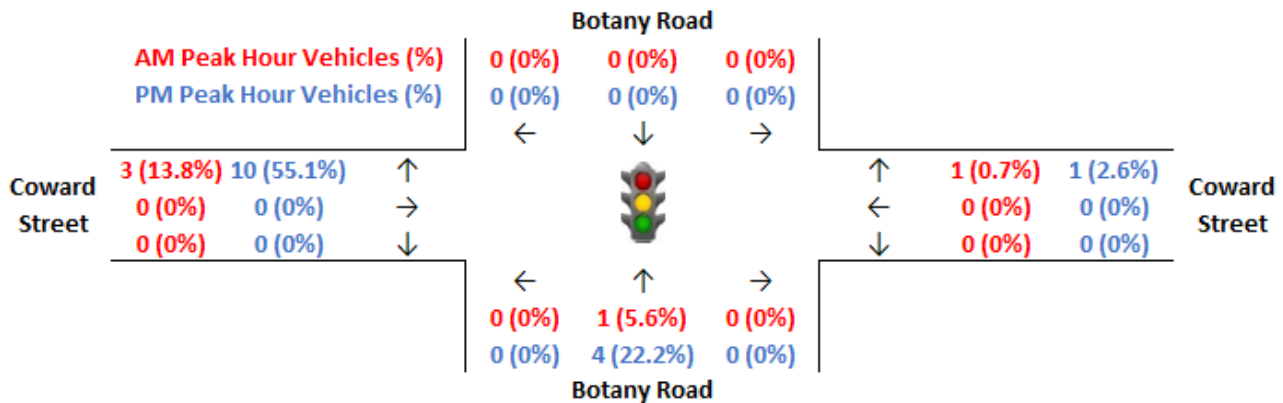 Botany Road
AM Peak Hour Vehicles (%) 0 (0%) 0 (0%) 0 (0%)
PM Peak Hour Vehicles (%) 0 (0%) 0 (0%) 0 (0%)
← ↓ →
Coward Street
3 (13.8%) 10 (55.1%) ↑
0 (0%) 0 (0%) →
0 (0%) 0 (0%) ↓
↑ 1 (0.7%) 1 (2.6%)
← 0 (0%) 0 (0%)
↓ 0 (0%) 0 (0%)
Coward Street
← ↑ →
0 (0%) 1 (5.6%) 0 (0%)
0 (0%) 4 (22.2%) 0 (0%)
Botany Road